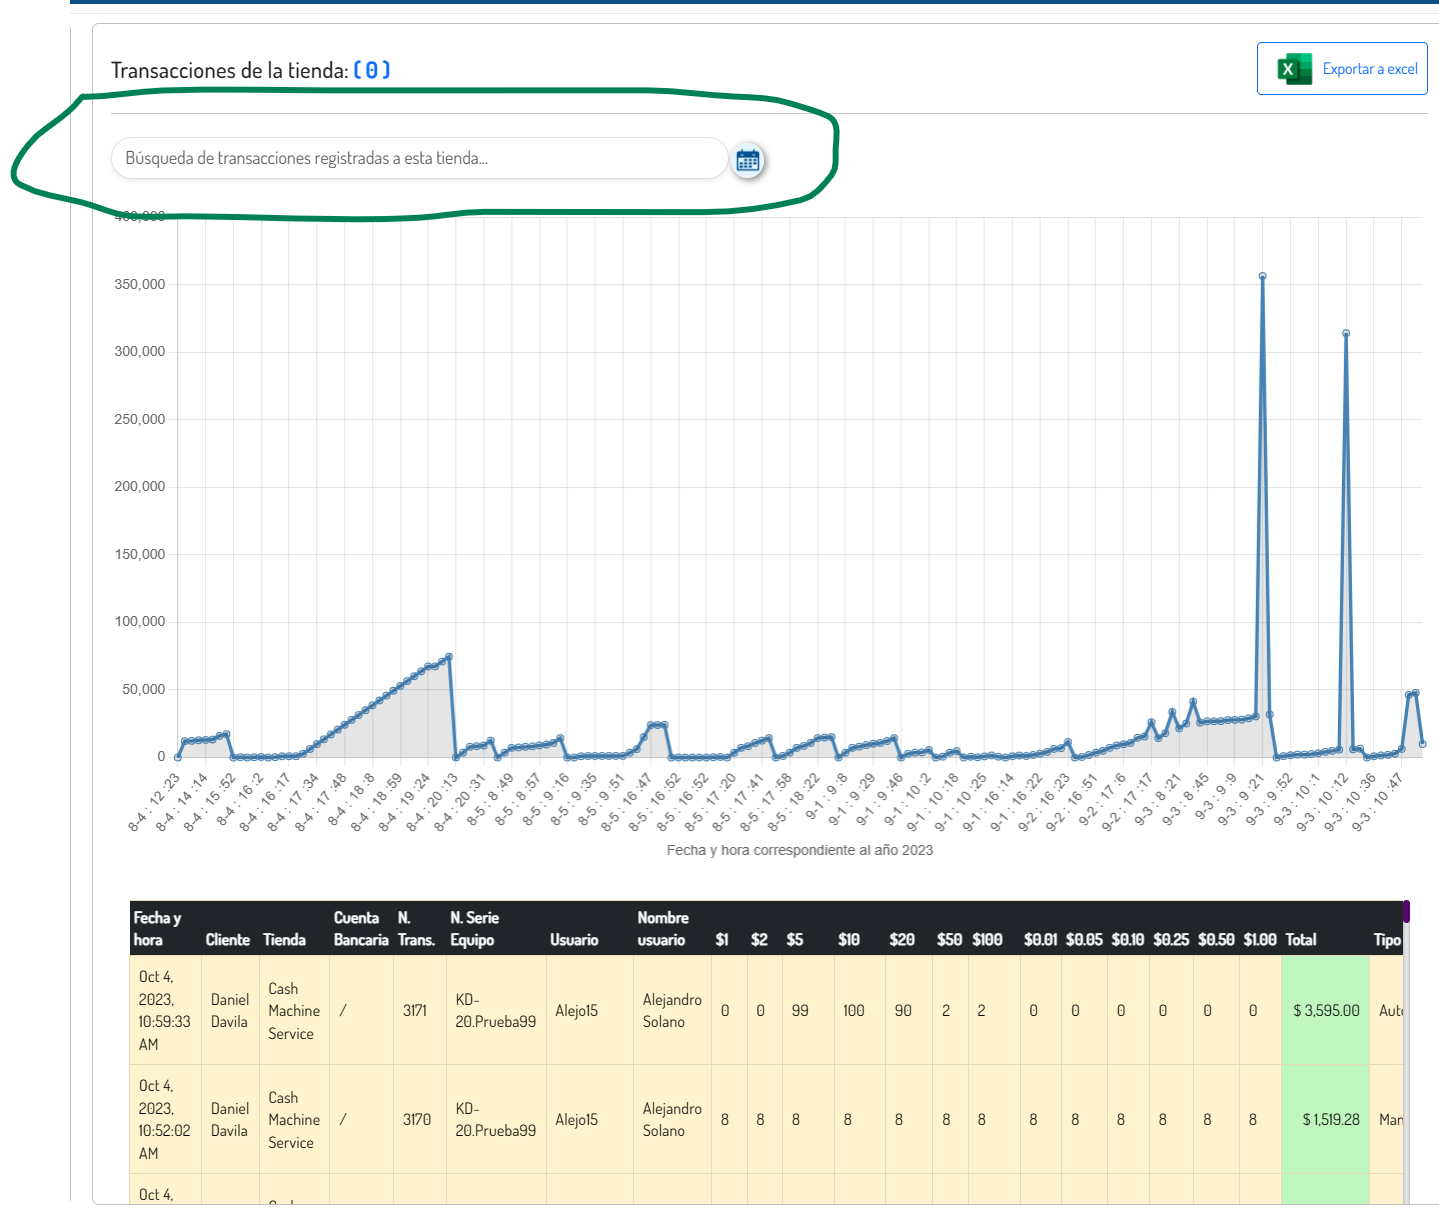 Transacciones de la tienda: ( 0 )
Exportar a excel
Búsqueda de transacciones registradas a esta tienda...
400,000
350,000
300,000
250,000
200,000
150,000
100,000
50,000
0
8-4 : 12 :23
8-4 : 14 :14
8-4 : 15 :52
8-4 : 16 :2
8-4 : 16 :17
8-4 : 17 :34
8-4 : 17 :48
8-4 : 18 :8
8-4 : 18 :59
8-4 : 19 :24
8-4 : 20 :13
8-4 : 20 :31
8-5 : 8 :49
8-5 : 8 :57
8-5 : 9 :16
8-5 : 9 :35
8-5 : 9 :51
8-5 : 16 :47
8-5 : 16 :52
8-5 : 16 :52
8-5 : 17 :20
8-5 : 17 :41
8-5 : 17 :58
8-5 : 18 :22
9-1 : 9 :8
9-1 : 9 :29
9-1 : 9 :46
9-1 : 10 :2
9-1 : 10 :18
9-1 : 10 :25
9-1 : 16 :14
9-1 : 16 :22
9-2 : 16 :23
9-2 : 16 :51
9-2 : 17 :6
9-2 : 17 :17
9-3 : 8 :21
9-3 : 8 :45
9-3 : 9 :9
9-3 : 9 :21
9-3 : 9 :52
9-3 : 10 :1
9-3 : 10 :12
9-3 : 10 :36
9-3 : 10 :47
Fecha y hora correspondiente al año 2023
Fecha y hora Cliente Tienda Cuenta Bancaria N. Trans. N. Serie Equipo Usuario Nombre usuario $1 $2 $5 $10 $20 $50 $100 $0.01 $0.05 $0.10 $0.25 $0.50 $1.00 Total Tipo
Oct 4, 2023, 10:59:33 AM Daniel Davila Cash Machine Service / 3171 KD-20.Prueba99 Alejo15 Alejandro Solano 0 0 99 100 90 2 2 0 0 0 0 0 0 $ 3,595.00 Auto
Oct 4, 2023, 10:52:02 AM Daniel Davila Cash Machine Service / 3170 KD-20.Prueba99 Alejo15 Alejandro Solano 8 8 8 8 8 8 8 8 8 8 8 8 8 $ 1,519.28 Man
Oct 4,